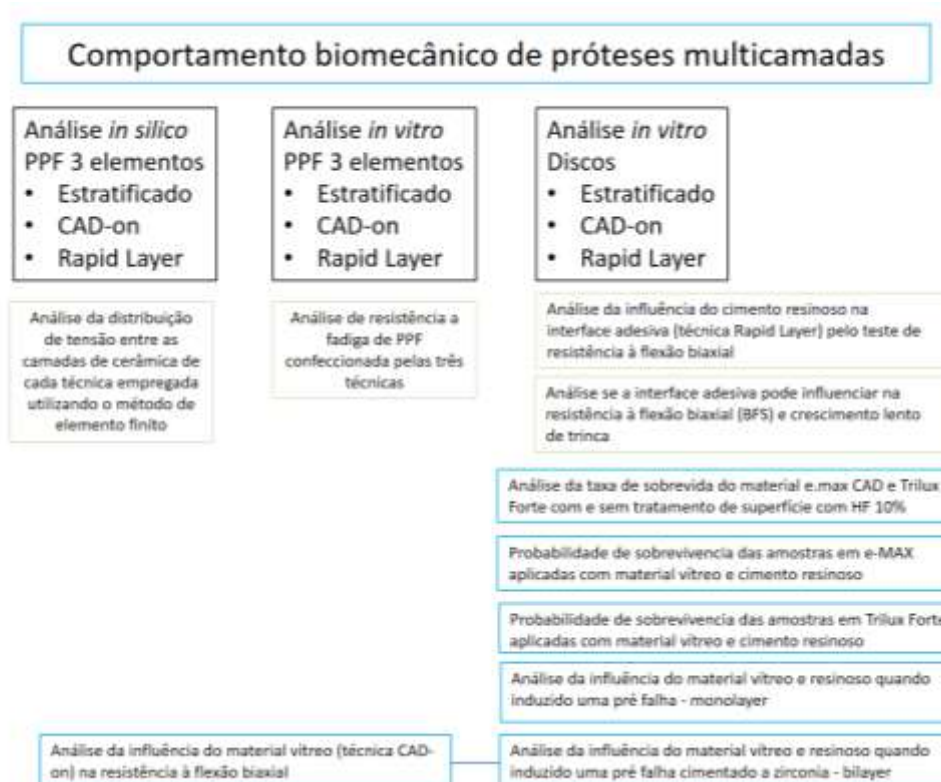 Comportamento biomecânico de próteses multicamadas
Análise in silico
PPF 3 elementos
• Estratificado
• CAD-on
• Rapid Layer
Análise in vitro
PPF 3 elementos
• Estratificado
• CAD-on
• Rapid Layer
Análise in vitro
Discos
• Estratificado
• CAD-on
• Rapid Layer
Análise da distribuição
de tensão entre as
camadas de cerâmica de
cada técnica empregada
utilizando o método de
elemento finito
Análise de resistência a
fadiga de PPF
confeccionada pelas três
técnicas
Análise da influência do cimento resinoso na
interface adesiva (técnica Rapid Layer) pelo teste de
resistência à flexão biaxial
Análise se a interface adesiva pode influenciar na
resistência à flexão biaxial (BFS) e crescimento lento
de trinca
Análise da taxa de sobrevida do material e.max CAD e Trilux
Forte com e sem tratamento de superfície com HF 10%
Probabilidade de sobrevivencia das amostras em e-MAX
aplicadas com material vítreo e cimento resinoso
Probabilidade de sobrevivencia das amostras em Trilux Forte
aplicadas com material vítreo e cimento resinoso
Análise da influência do material vítreo e resinoso quando
induzido uma pré falha - monolayer
Análise da influência do material vítreo (técnica CAD-
on) na resistência à flexão biaxial
Análise da influência do material vítreo e resinoso quando
induzido uma pré falha cimentado a zirconia - bilayer